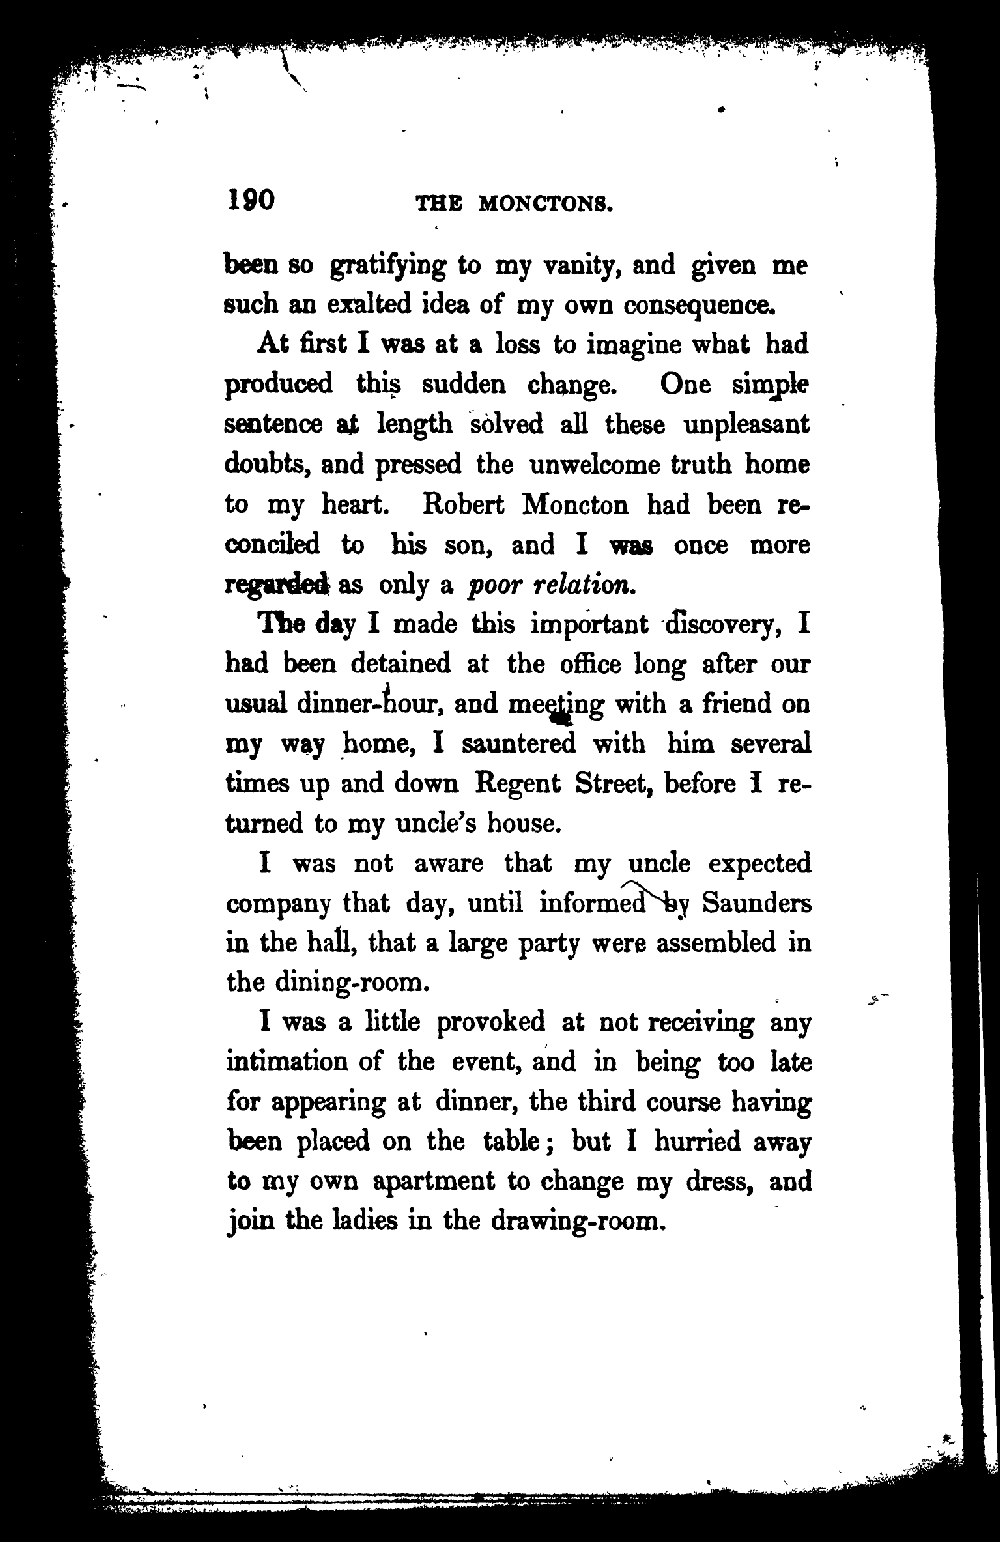 190 THE MONCTONS.
been so gratifying to my vanity, and given me
such an exalted idea of my own consequence.
At first I was at a loss to imagine what had
produced this sudden change. One simple
sentence at length solved all these unpleasant
doubts, and pressed the unwelcome truth home
to my heart. Robert Moncton had been re-
conciled to his son, and I was once more
regarded as only a poor relation.
The day I made this important discovery, I
had been detained at the office long after our
usual dinner-hour, and meeting with a friend on
my way home, I sauntered with him several
times up and down Regent Street, before I re-
turned to my uncle's house.
I was not aware that my uncle expected
company that day, until informed by Saunders
in the hall, that a large party were assembled in
the dining-room.
I was a little provoked at not receiving any
intimation of the event, and in being too late
for appearing at dinner, the third course having
been placed on the table; but I hurried away
to my own apartment to change my dress, and
join the ladies in the drawing-room.